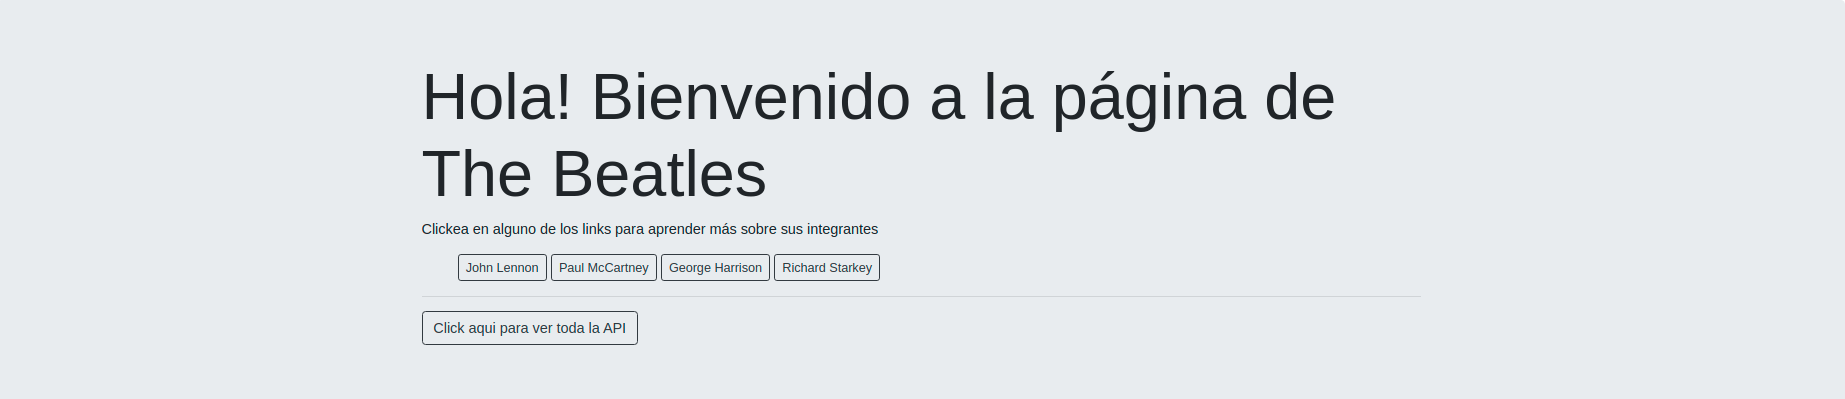 Hola! Bienvenido a la página de
The Beatles
Clickea en alguno de los links para aprender más sobre sus integrantes
John Lennon Paul McCartney George Harrison Richard Starkey
Click aqui para ver toda la API